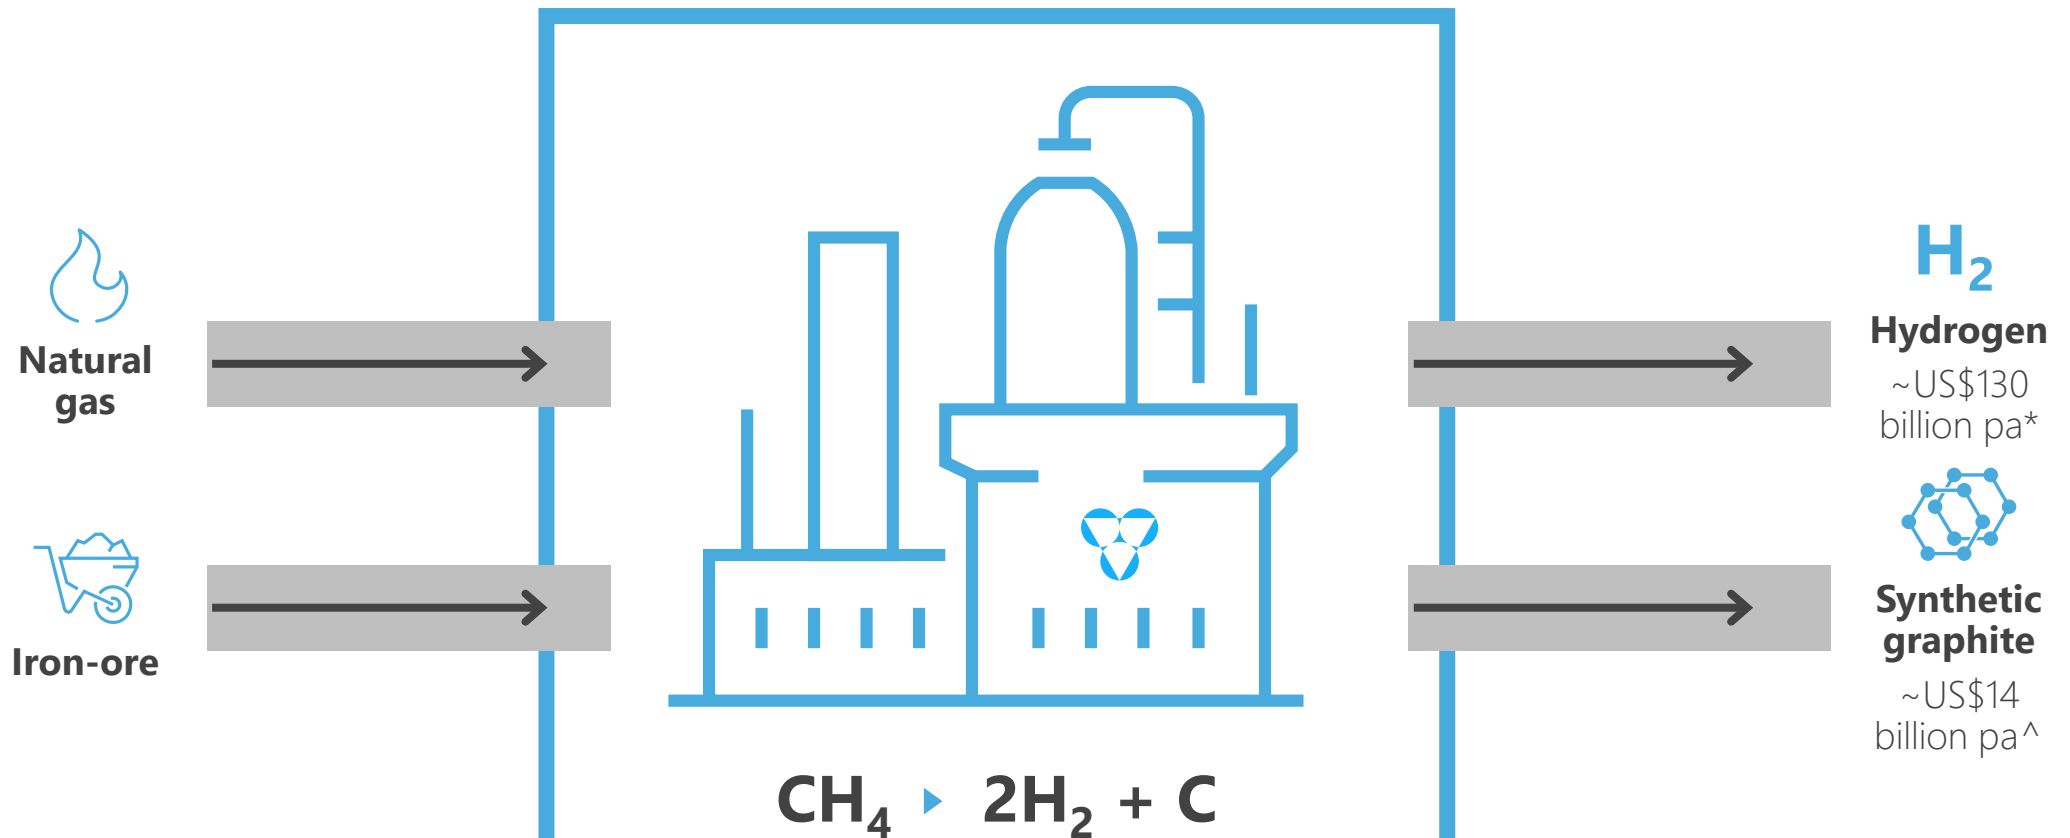 Natural
gas
Iron-ore
CH₄ ▸ 2H₂ + C
H₂
Hydrogen
~US$130
billion pa*
Synthetic
graphite
~US$14
billion pa^